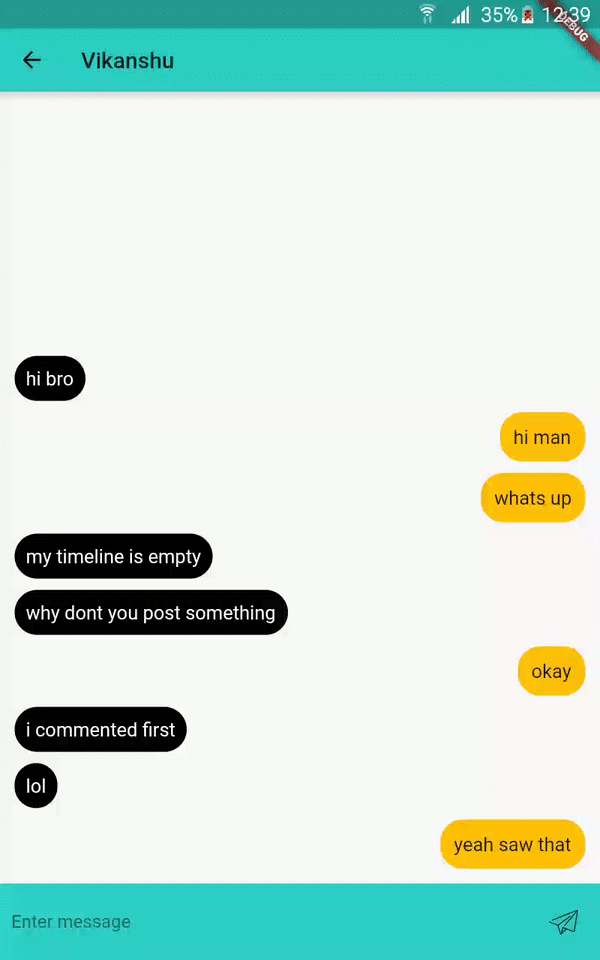 35% 12:39
DEBUG
Vikanshu
hi bro
hi man
whats up
my timeline is empty
why dont you post something
okay
i commented first
lol
yeah saw that
Enter message